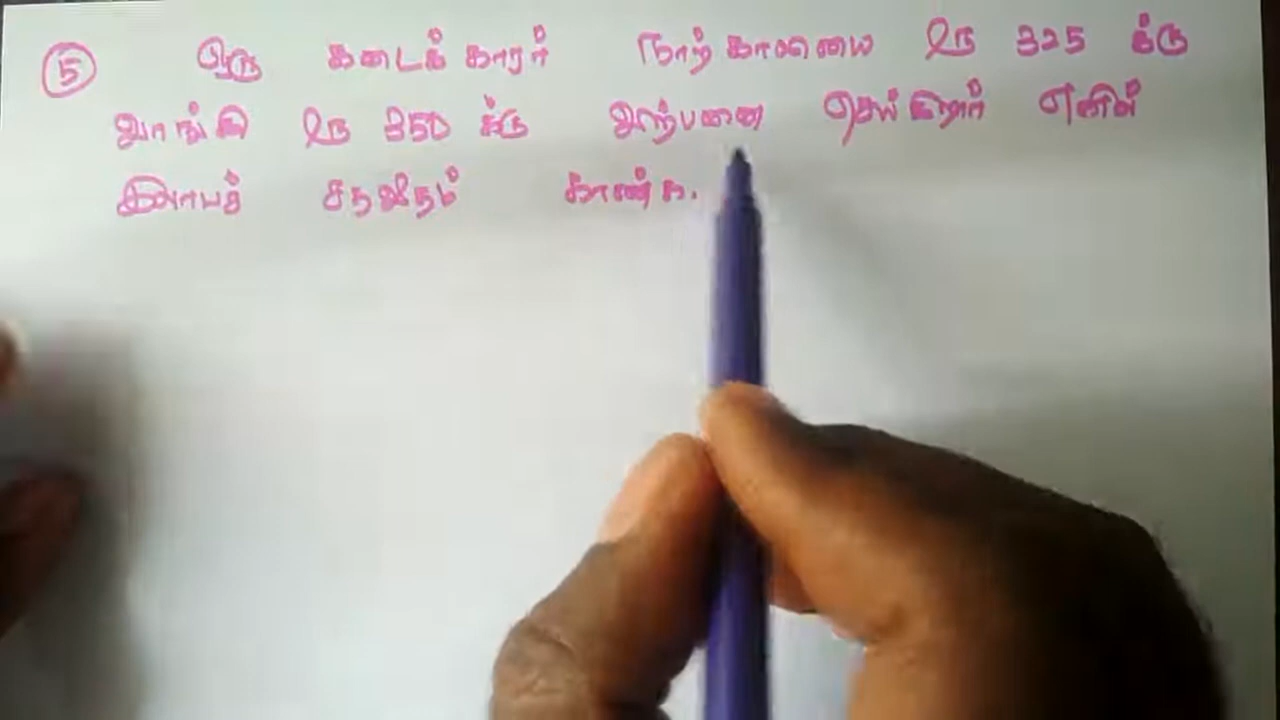 ⑤ ஒரு கடைக்காரர் நாற்காலியை ரூ 325 க்கு
வாங்கி ரூ 350 க்கு விற்பனை செய்கிறார் எனில்
இலாபச் சதவீதம் காண்க.